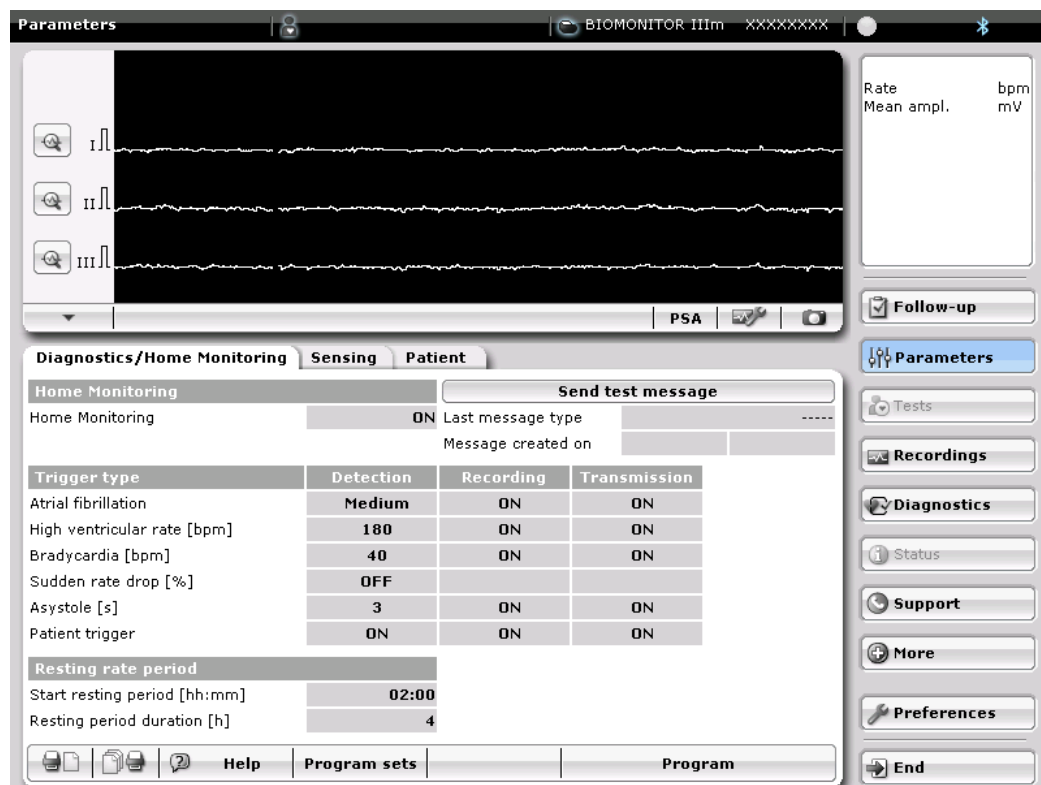 Parameters BIOMONITOR IIIm XXXXXXXX
Rate bpm
Mean ampl. mV
I
II
III
PSA
Follow-up
Parameters
Tests
Recordings
Diagnostics
Status
Support
More
Preferences
End
Diagnostics/Home Monitoring Sensing Patient
Home Monitoring Send test message
Home Monitoring ON Last message type -----
Message created on
Trigger type Detection Recording Transmission
Atrial fibrillation Medium ON ON
High ventricular rate [bpm] 180 ON ON
Bradycardia [bpm] 40 ON ON
Sudden rate drop [%] OFF
Asystole [s] 3 ON ON
Patient trigger ON ON ON
Resting rate period
Start resting period [hh:mm] 02:00
Resting period duration [h] 4
Help Program sets Program